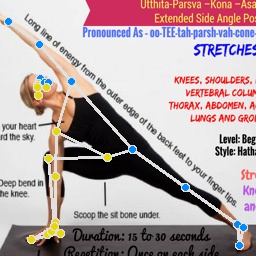 Utthita-Parsva -Kona -Asa
Extended Side Angle Pos
Pronounced As - oo-TEE-tah-parsh-vah-cone-
STRETCHES
Long line of energy from the outer edge of the back feet to your finger tips.
KNEES, SHOULDERS,
VERTEBRAL COLUM
THORAX, ABDOMEN, A
LUNGS AND GRO
your heart
rd the sky.
Level: Beg
Style: Hatha
Stre
Kne
an
Deep bend in
the knee.
Scoop the sit bone under.
Duration: 15 to 30 seconds
Repetition: Once on each side